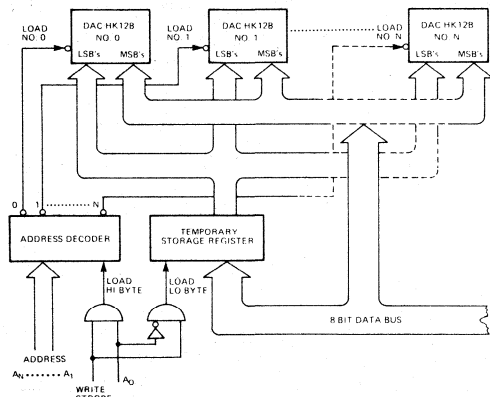 LOAD NO. 0
DAC HK12B NO. 0
LSB's MSB's
LOAD NO. 1
DAC HK12B NO. 1
LSB's MSB's
LOAD NO. N
DAC HK12B NO. N
LSB's MSB's
0 1 N
ADDRESS DECODER
TEMPORARY STORAGE REGISTER
LOAD HI BYTE
LOAD LO BYTE
8 BIT DATA BUS
ADDRESS
AN A1
A0
WRITE
STROBE